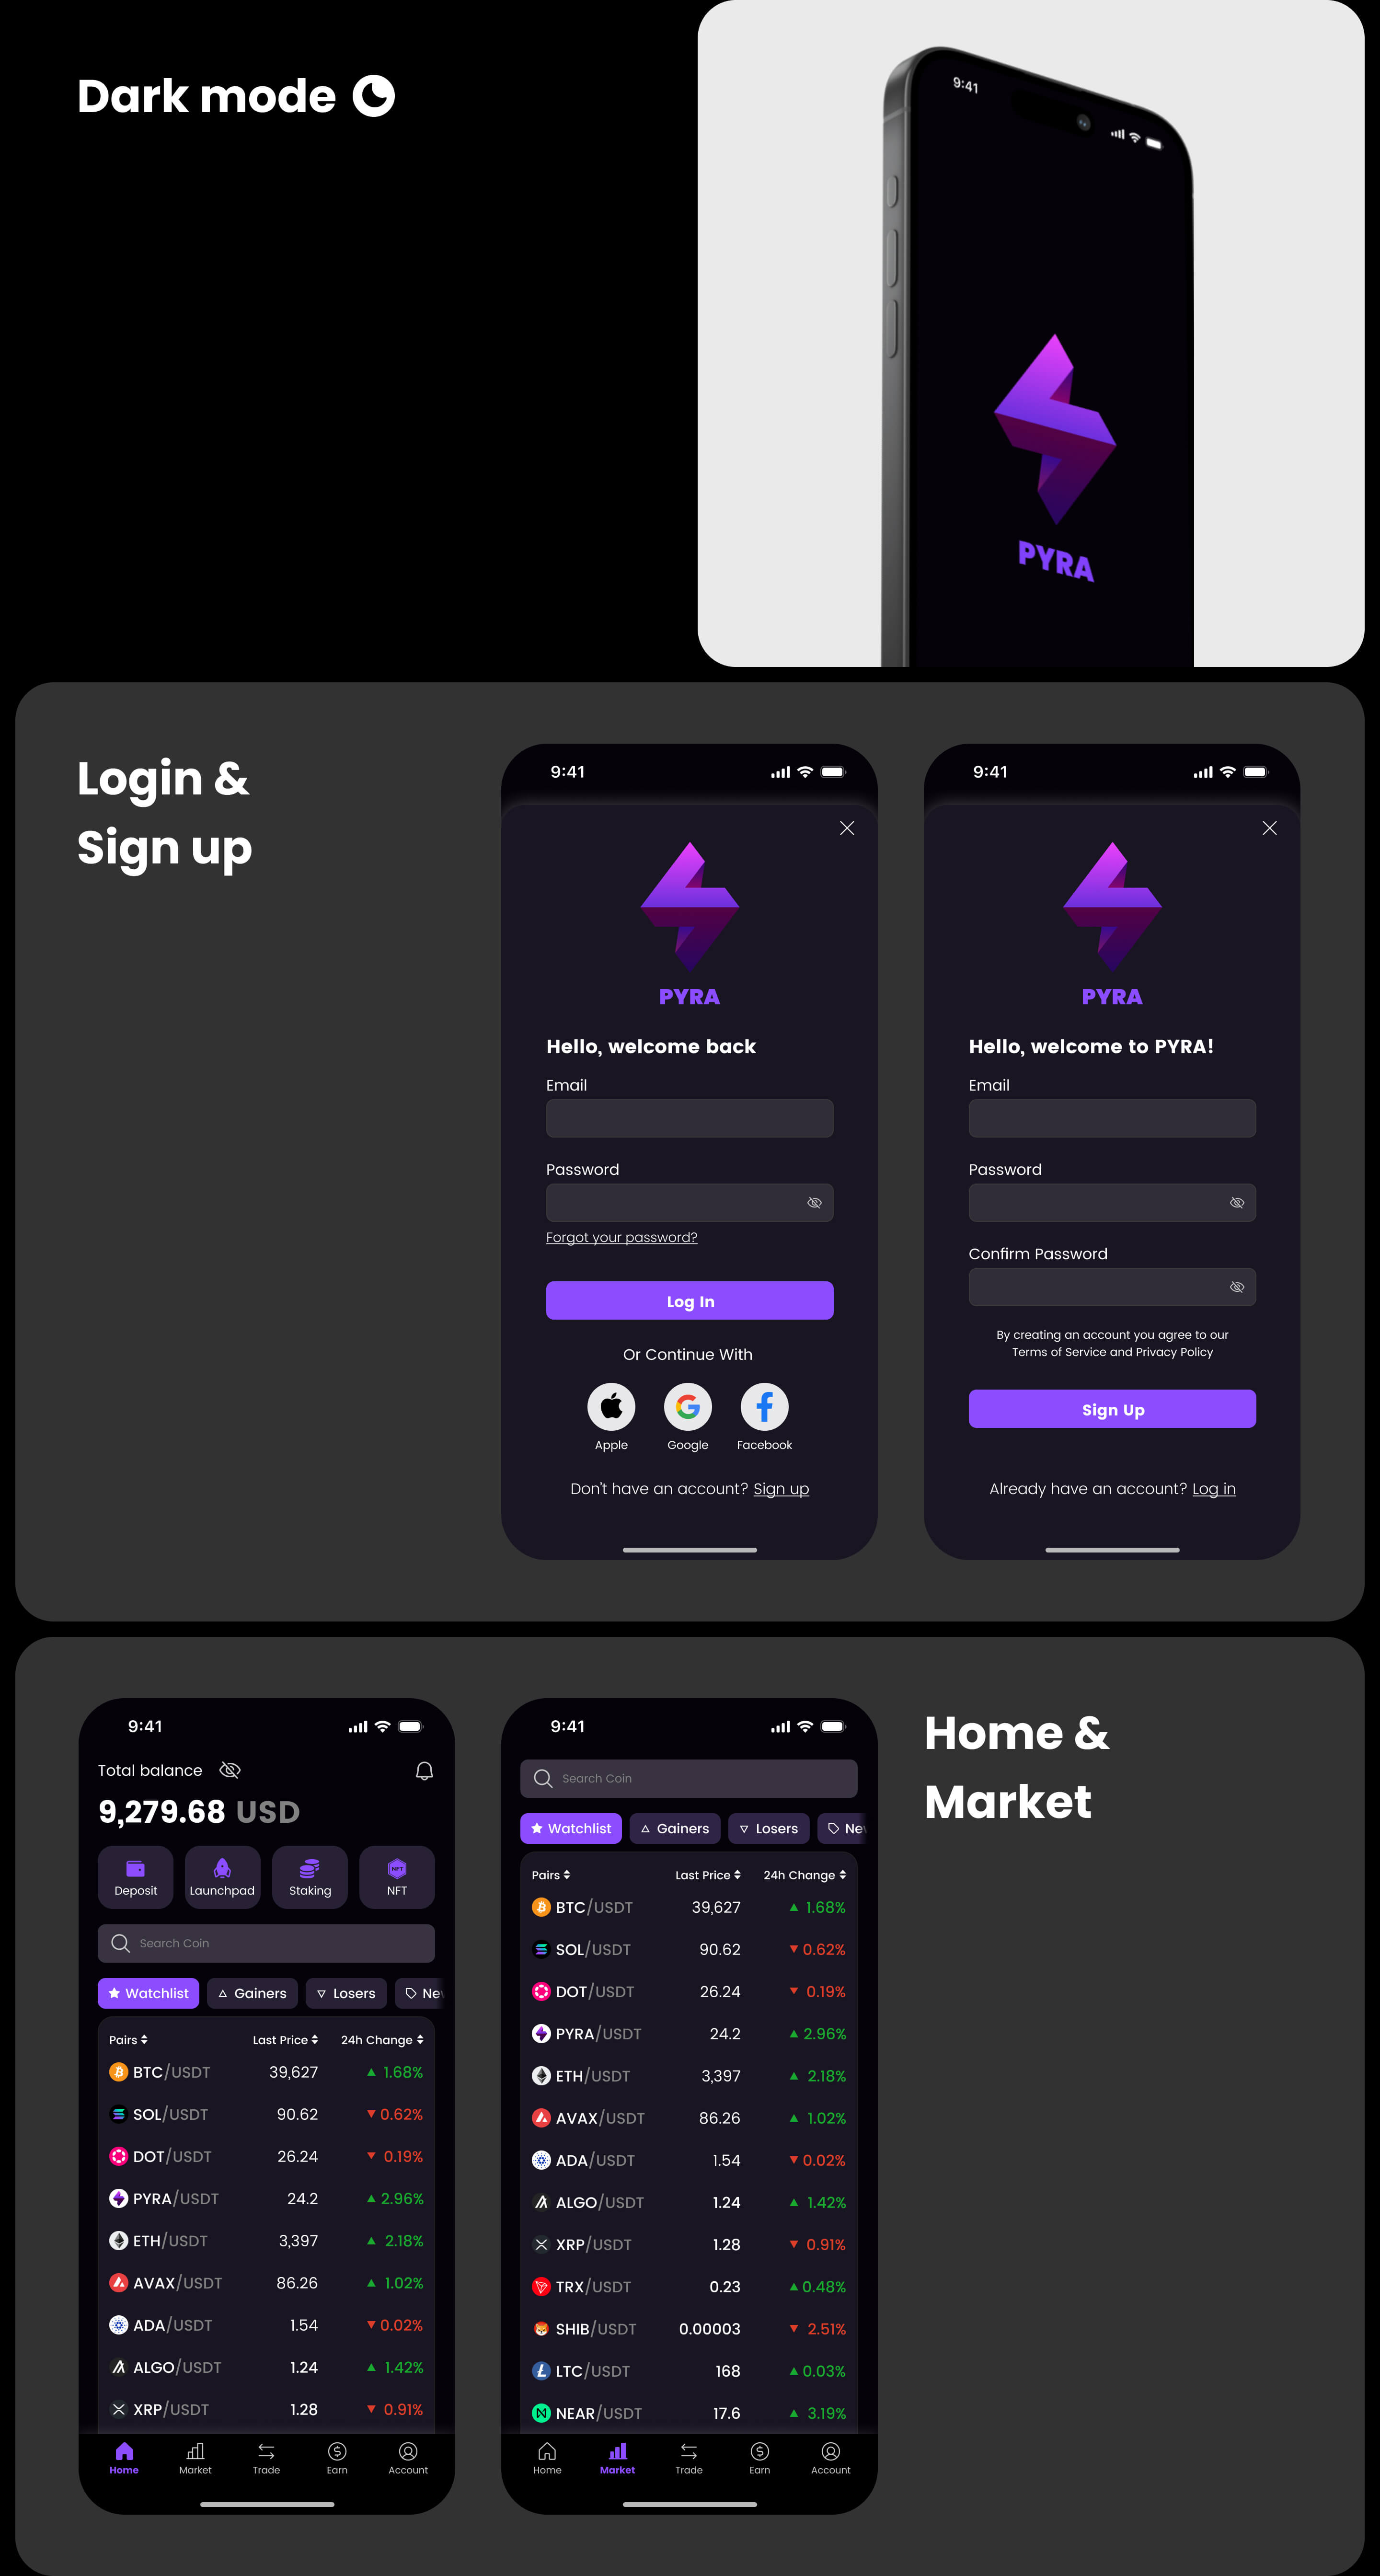 Dark mode
9:41
PYRA
Login &
Sign up
9:41
PYRA
Hello, welcome back
Email
Password
Forgot your password?
Log In
Or Continue With
Apple Google Facebook
Don't have an account? Sign up
9:41
PYRA
Hello, welcome to PYRA!
Email
Password
Confirm Password
By creating an account you agree to our
Terms of Service and Privacy Policy
Sign Up
Already have an account? Log in
9:41
Total balance
9,279.68 USD
Deposit Launchpad Staking NFT
Search Coin
Watchlist Gainers Losers
Pairs Last Price 24h Change
BTC/USDT 39,627 1.68%
SOL/USDT 90.62 0.62%
DOT/USDT 26.24 0.19%
PYRA/USDT 24.2 2.96%
ETH/USDT 3,397 2.18%
AVAX/USDT 86.26 1.02%
ADA/USDT 1.54 0.02%
ALGO/USDT 1.24 1.42%
XRP/USDT 1.28 0.91%
Home Market Trade Earn Account
9:41
Search Coin
Watchlist Gainers Losers
Pairs Last Price 24h Change
BTC/USDT 39,627 1.68%
SOL/USDT 90.62 0.62%
DOT/USDT 26.24 0.19%
PYRA/USDT 24.2 2.96%
ETH/USDT 3,397 2.18%
AVAX/USDT 86.26 1.02%
ADA/USDT 1.54 0.02%
ALGO/USDT 1.24 1.42%
XRP/USDT 1.28 0.91%
TRX/USDT 0.23 0.48%
SHIB/USDT 0.00003 2.51%
LTC/USDT 168 0.03%
NEAR/USDT 17.6 3.19%
Home Market Trade Earn Account
Home &
Market